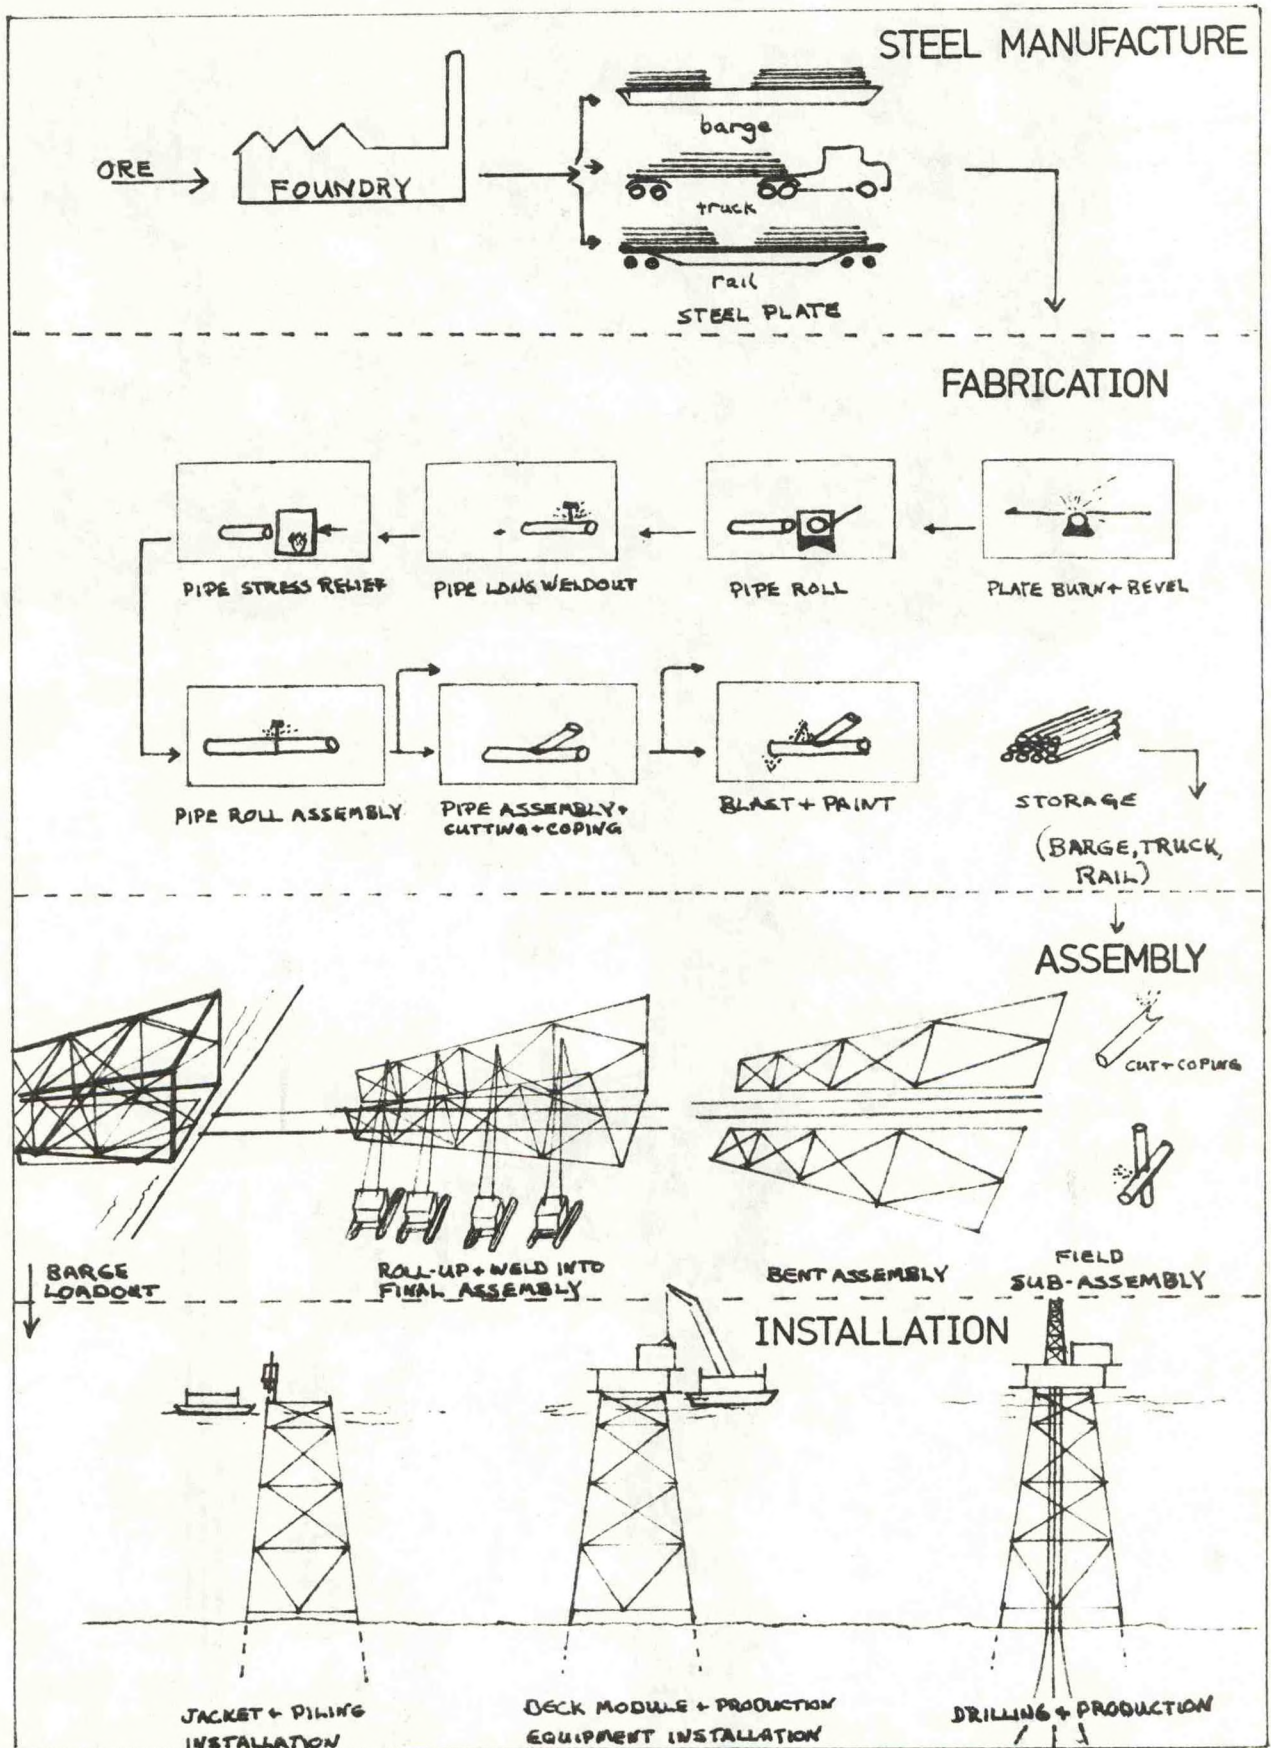 STEEL MANUFACTURE
barge
ORE
FOUNDRY
truck
rail
STEEL PLATE
FABRICATION
PIPE STRESS RELIEF
PIPE LONG WELDOUT
PIPE ROLL
PLATE BURN + BEVEL
PIPE ROLL ASSEMBLY
PIPE ASSEMBLY +
CUTTING + COPING
BLAST + PAINT
STORAGE
(BARGE, TRUCK,
RAIL)
ASSEMBLY
CUT + COPING
BARGE
LOADOUT
ROLL-UP + WELD INTO
FINAL ASSEMBLY
BENT ASSEMBLY
FIELD
SUB-ASSEMBLY
INSTALLATION
JACKET + PILING
INSTALLATION
DECK MODULE + PRODUCTION
EQUIPMENT INSTALLATION
DRILLING + PRODUCTION